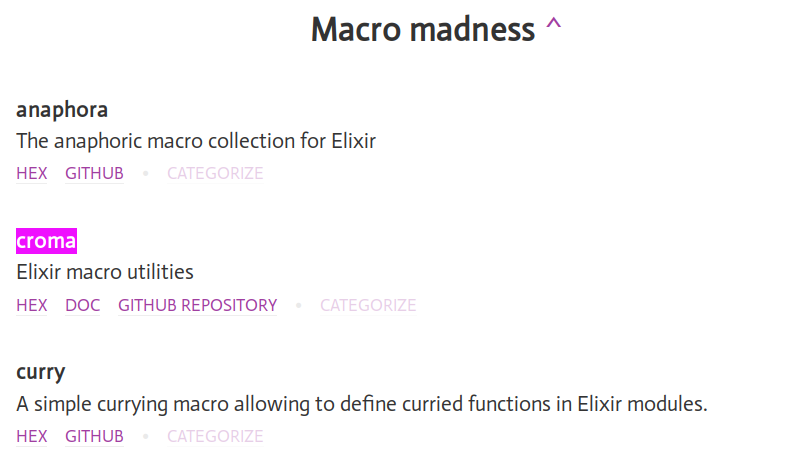 Macro madness ^
anaphora
The anaphoric macro collection for Elixir
HEX GITHUB • CATEGORIZE
croma
Elixir macro utilities
HEX DOC GITHUB REPOSITORY • CATEGORIZE
curry
A simple currying macro allowing to define curried functions in Elixir modules.
HEX GITHUB • CATEGORIZE